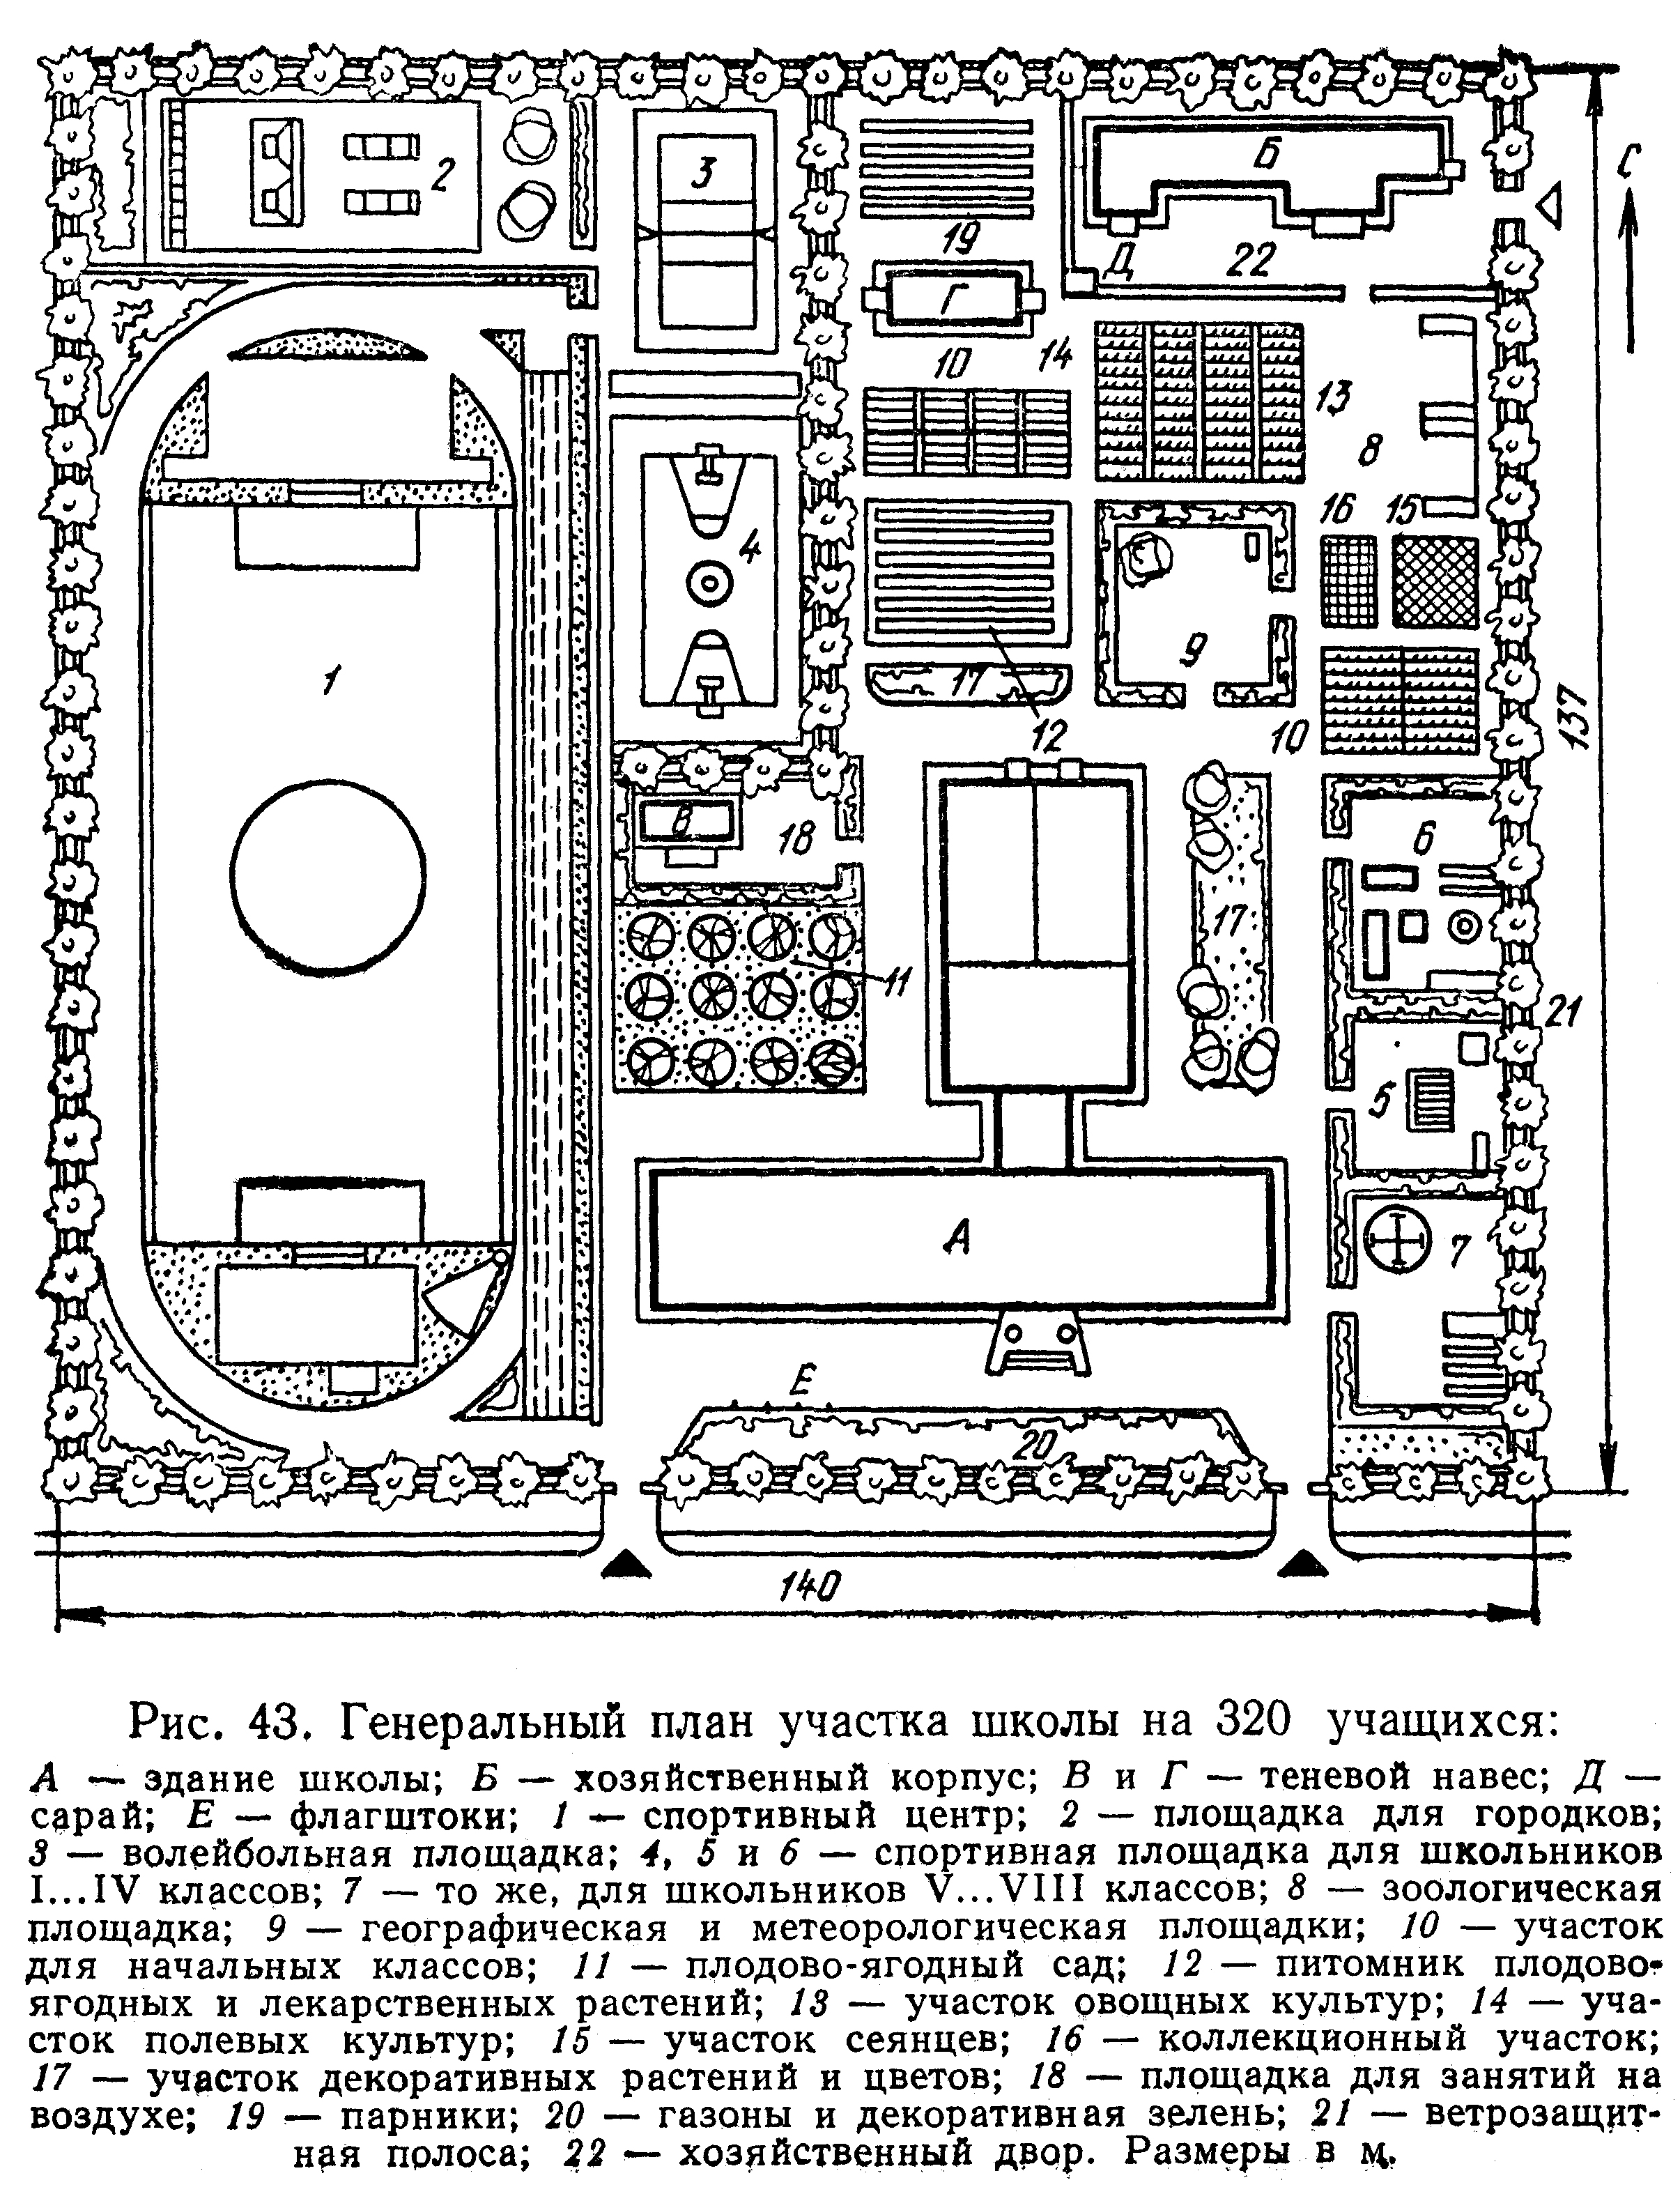 2
3
Б
С
19
Д
22
Г
10
14
13
8
16
15
4
1
9
17
12
10
137
В
18
6
17
11
21
5
А
7
Е
20
140
Рис. 43. Генеральный план участка школы на 320 учащихся:
А — здание школы; Б — хозяйственный корпус; В и Г — теневой навес; Д —
сарай; Е — флагштоки; 1 — спортивный центр; 2 — площадка для городков;
3 — волейбольная площадка; 4, 5 и 6 — спортивная площадка для школьников
I...IV классов; 7 — то же, для школьников V...VIII классов; 8 — зоологическая
площадка; 9 — географическая и метеорологическая площадки; 10 — участок
для начальных классов; 11 — плодово-ягодный сад; 12 — питомник плодово-
ягодных и лекарственных растений; 13 — участок овощных культур; 14 — уча-
сток полевых культур; 15 — участок сеянцев; 16 — коллекционный участок;
17 — участок декоративных растений и цветов; 18 — площадка для занятий на
воздухе; 19 — парники; 20 — газоны и декоративная зелень; 21 — ветрозащит-
ная полоса; 22 — хозяйственный двор. Размеры в м.